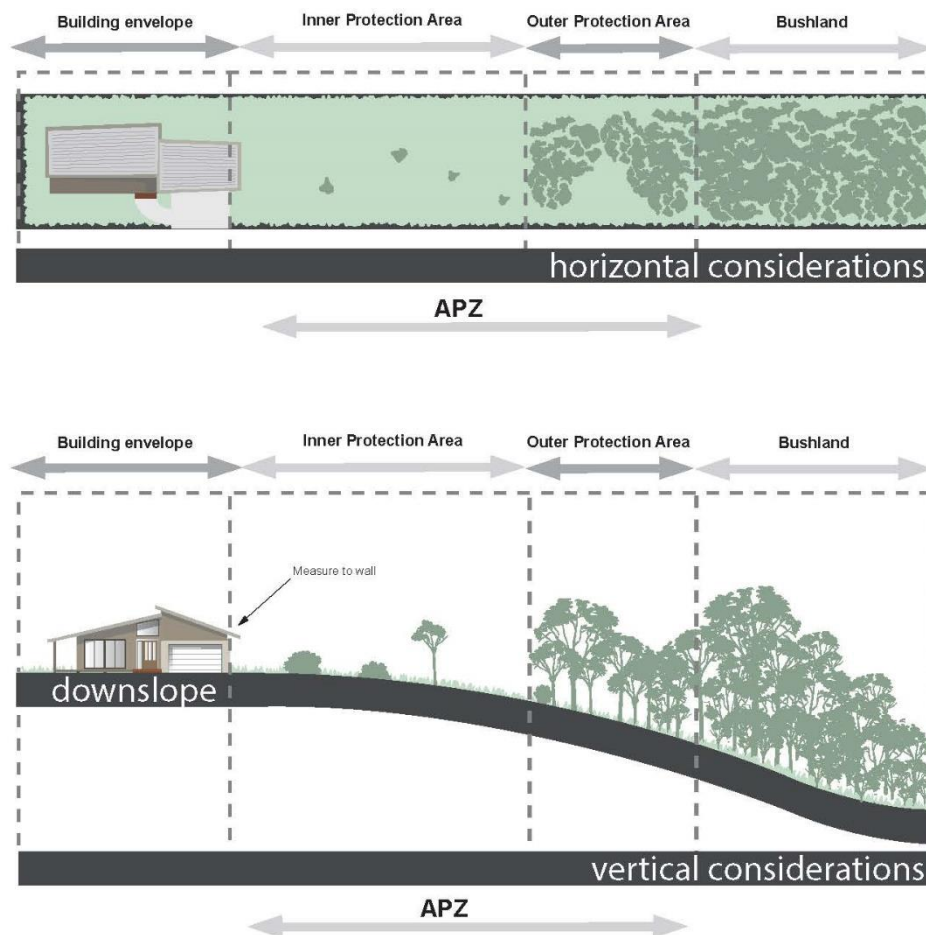 Building envelope
Inner Protection Area
Outer Protection Area
Bushland
horizontal considerations
APZ
Building envelope
Inner Protection Area
Outer Protection Area
Bushland
Measure to wall
downslope
vertical considerations
APZ